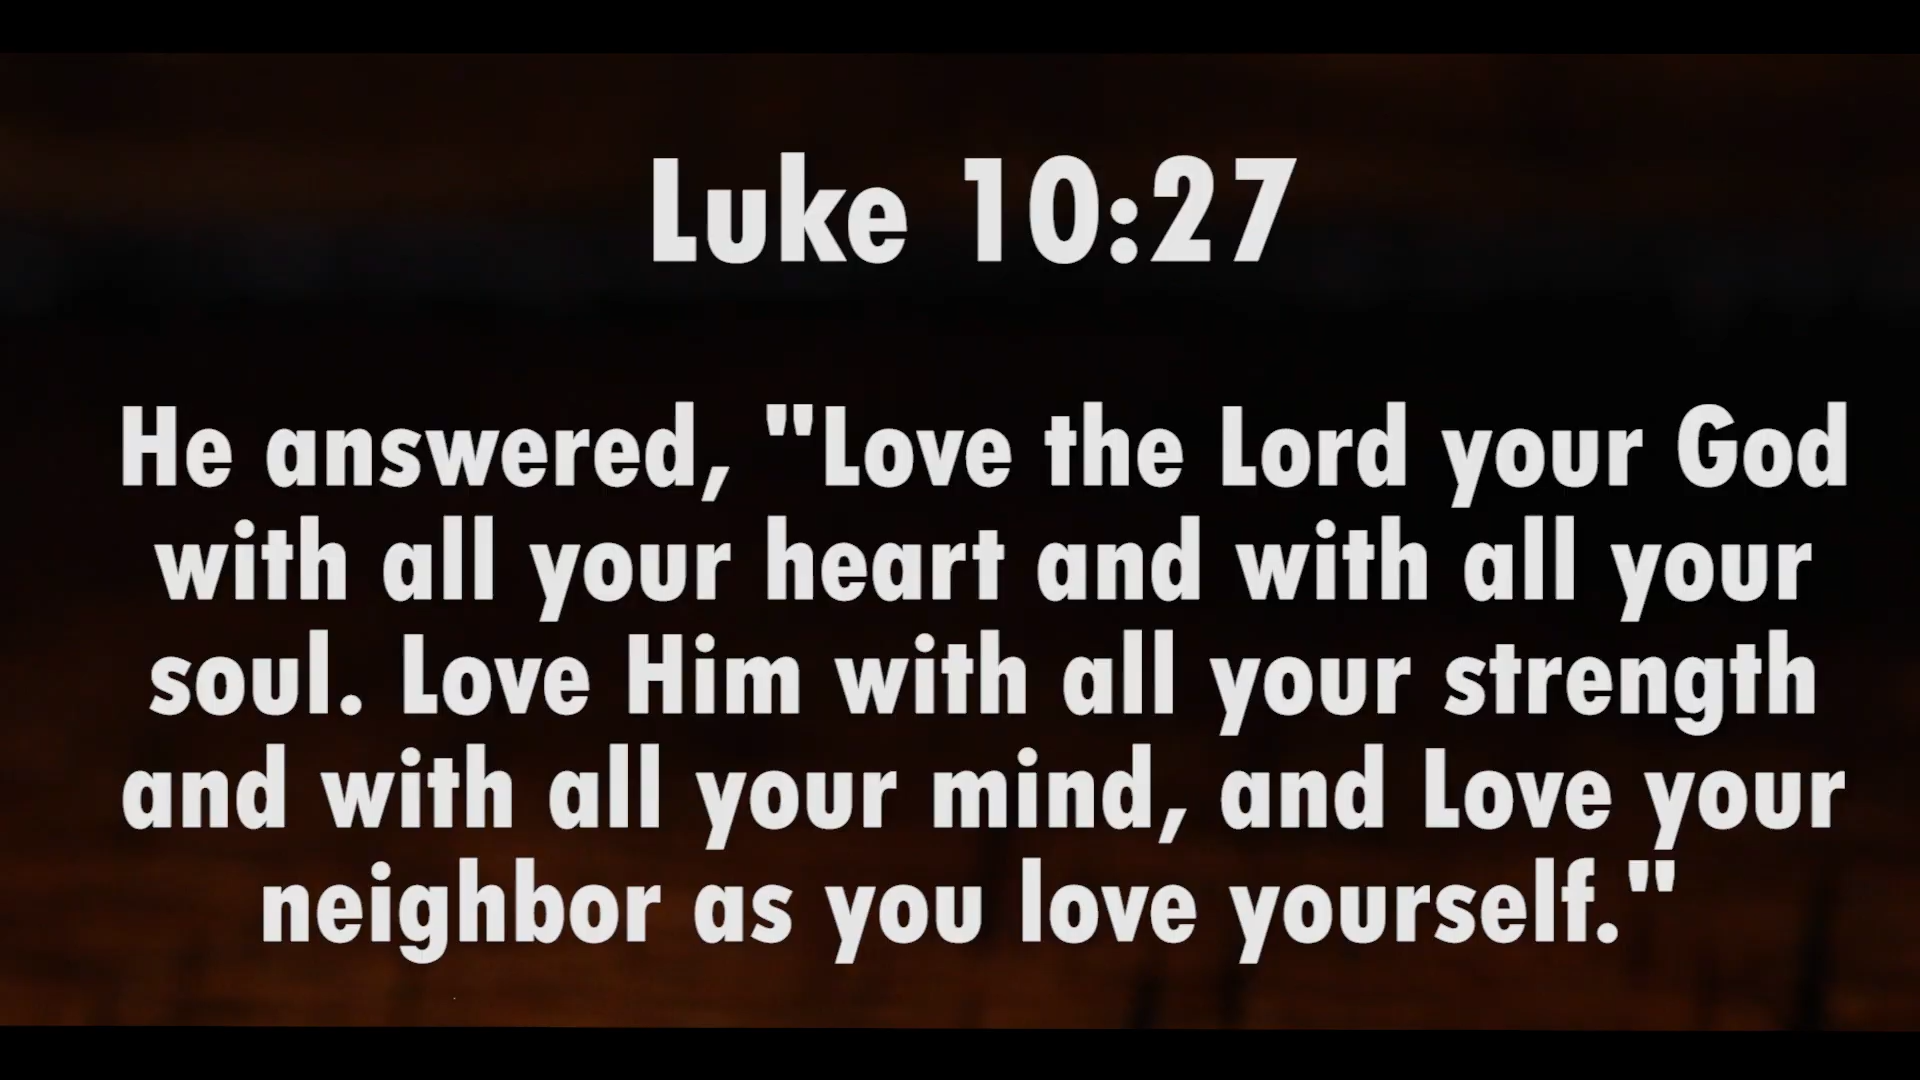 Luke 10:27
He answered, "Love the Lord your God
with all your heart and with all your
soul. Love Him with all your strength
and with all your mind, and Love your
neighbor as you love yourself."